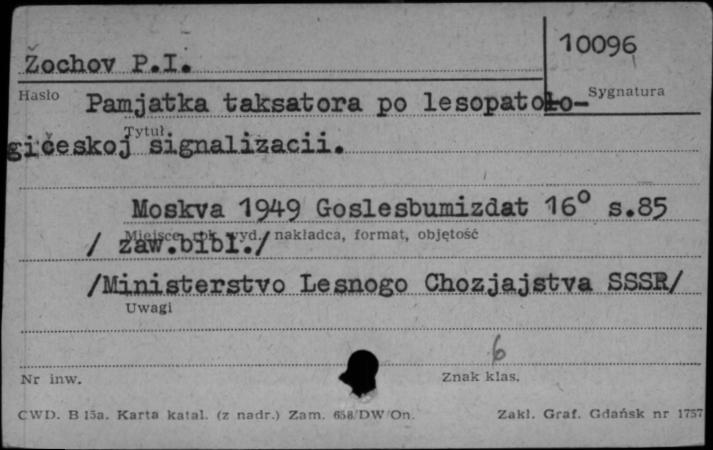 Žochov P.I.
10096
Hasło
Sygnatura
Pamjatka taksatora po lesopatolo-
Tytuł
gičeskoj signalizacii.
Moskva 1949 Goslesbumizdat 16° s.85
Miejsce, rok wyd., nakładca, format, objętość
/ zaw.bibl./
/Ministerstvo Lesnogo Chozjajstva SSSR/
Uwagi
6
Nr inw.
Znak klas.
CWD. B 15a. Karta katal. (z nadr.) Zam. 658/DW/On.
Zakł. Graf. Gdańsk nr 1757